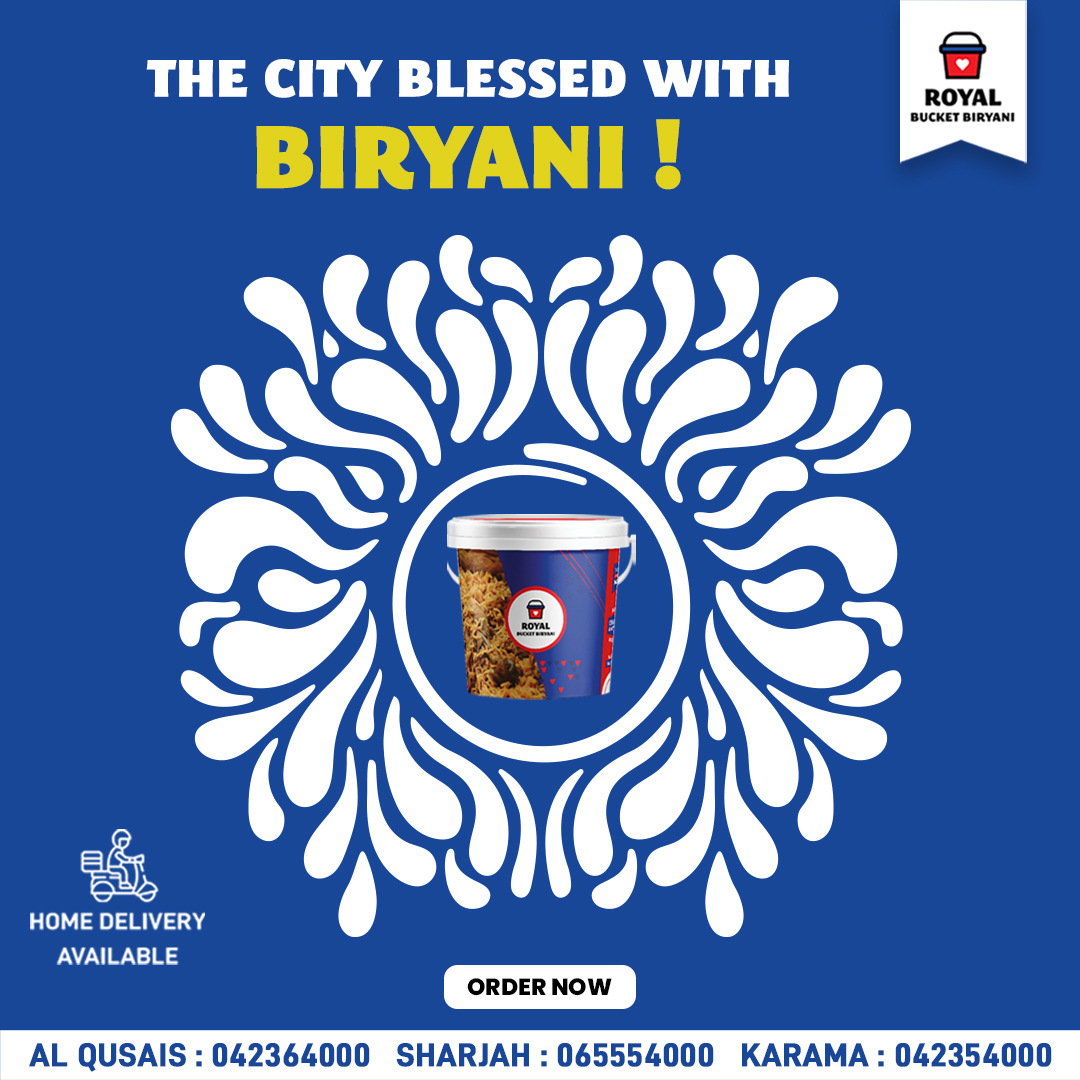 THE CITY BLESSED WITH
BIRYANI !
ROYAL
BUCKET BIRYANI
ROYAL
BUCKET BIRYANI
HOME DELIVERY
AVAILABLE
ORDER NOW
AL QUSAIS : 042364000 SHARJAH : 065554000 KARAMA : 042354000